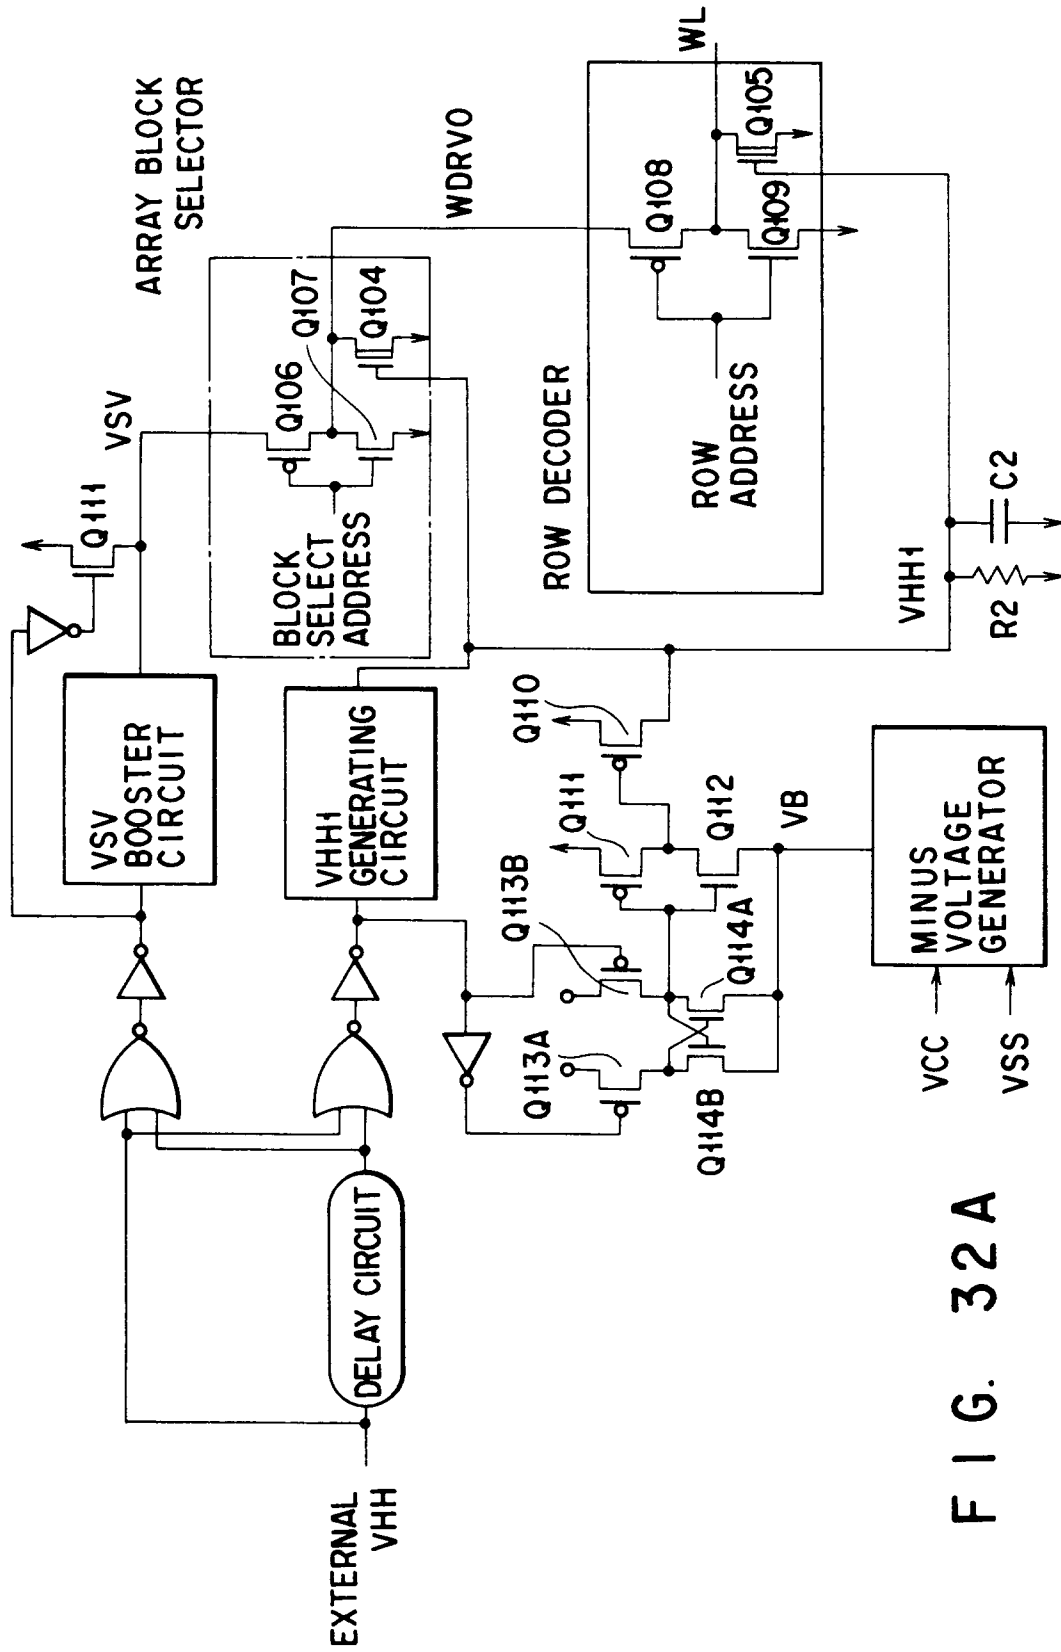 EXTERNAL
VHH
DELAY CIRCUIT
VSV
BOOSTER
CIRCUIT
Q111
VSV
ARRAY BLOCK
SELECTOR
VHH1
GENERATING
CIRCUIT
BLOCK
SELECT
ADDRESS
Q106
Q107
Q104
WDRV0
ROW DECODER
ROW
ADDRESS
Q108
Q109
Q105
WL
Q113A
Q113B
Q114B
Q114A
Q111
Q112
Q110
VB
VHH1
R2
C2
VCC
VSS
MINUS
VOLTAGE
GENERATOR
FIG. 32A